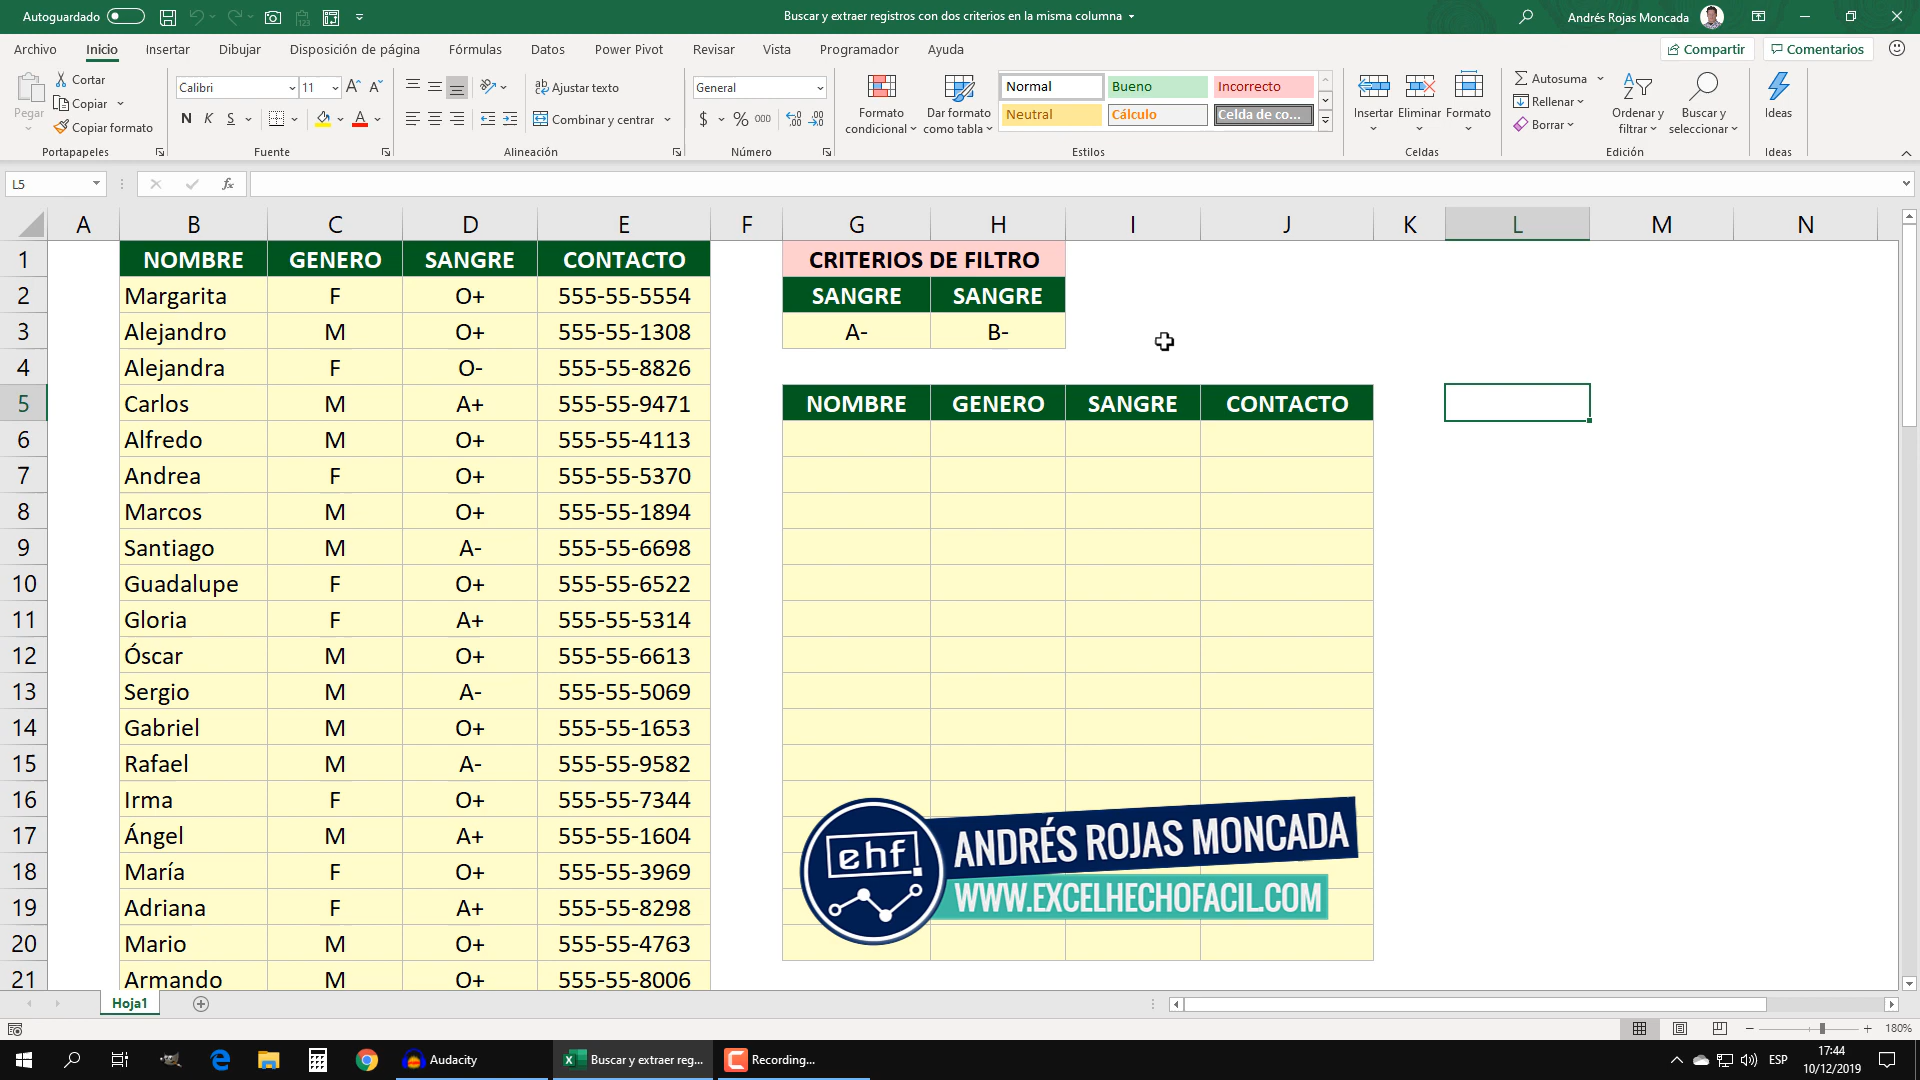 Autoguardado
Buscar y extraer registros con dos criterios en la misma columna
Andrés Rojas Moncada
Archivo Inicio Insertar Dibujar Disposición de página Fórmulas Datos Power Pivot Revisar Vista Programador Ayuda
Compartir Comentarios
Pegar
Cortar
Copiar
Copiar formato
Portapapeles
Calibri 11
N K S
Fuente
Ajustar texto
Combinar y centrar
Alineación
General
$ % 000
Número
Formato condicional
Dar formato como tabla
Normal Bueno Incorrecto
Neutral Cálculo Celda de co...
Estilos
Insertar Eliminar Formato
Celdas
Autosuma
Rellenar
Borrar
Ordenar y filtrar
Buscar y seleccionar
Edición
Ideas
Ideas
L5 fx
A B C D E F G H I J K L M N
1 NOMBRE GENERO SANGRE CONTACTO CRITERIOS DE FILTRO
2 Margarita F O+ 555-55-5554 SANGRE SANGRE
3 Alejandro M O+ 555-55-1308 A- B-
4 Alejandra F O- 555-55-8826
5 Carlos M A+ 555-55-9471 NOMBRE GENERO SANGRE CONTACTO
6 Alfredo M O+ 555-55-4113
7 Andrea F O+ 555-55-5370
8 Marcos M O+ 555-55-1894
9 Santiago M A- 555-55-6698
10 Guadalupe F O+ 555-55-6522
11 Gloria F A+ 555-55-5314
12 Óscar M O+ 555-55-6613
13 Sergio M A- 555-55-5069
14 Gabriel M O+ 555-55-1653
15 Rafael M A- 555-55-9582
16 Irma F O+ 555-55-7344
17 Ángel M A+ 555-55-1604
18 María F O+ 555-55-3969
19 Adriana F A+ 555-55-8298
20 Mario M O+ 555-55-4763
21 Armando M O+ 555-55-8006
ehf
ANDRÉS ROJAS MONCADA
WWW.EXCELHECHOFACIL.COM
Hoja1
180%
Audacity
Buscar y extraer reg...
Recording...
ESP
17:44
10/12/2019